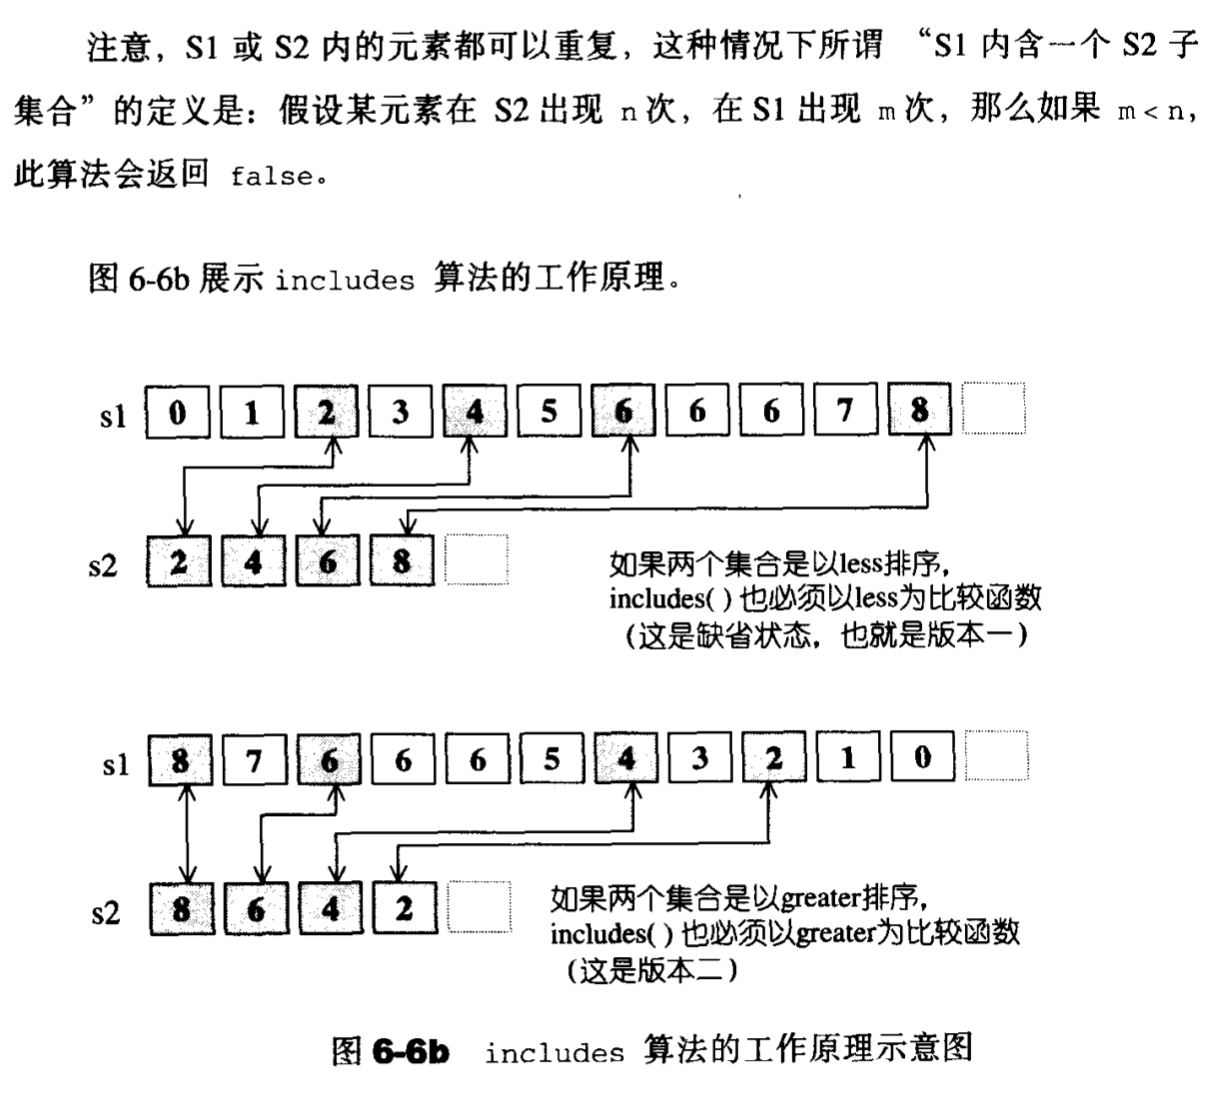 注意，S1 或 S2 内的元素都可以重复，这种情况下所谓 “S1 内含一个 S2 子
集合”的定义是：假设某元素在 S2 出现 n 次，在 S1 出现 m 次，那么如果 m < n，
此算法会返回 false。
图 6-6b 展示 includes 算法的工作原理。
s1 0 1 2 3 4 5 6 6 6 7 8
s2 2 4 6 8
如果两个集合是以less排序，
includes( ) 也必须以less为比较函数
（这是缺省状态，也就是版本一）
s1 8 7 6 6 6 5 4 3 2 1 0
s2 8 6 4 2
如果两个集合是以greater排序，
includes( ) 也必须以greater为比较函数
（这是版本二）
图 6-6b includes 算法的工作原理示意图